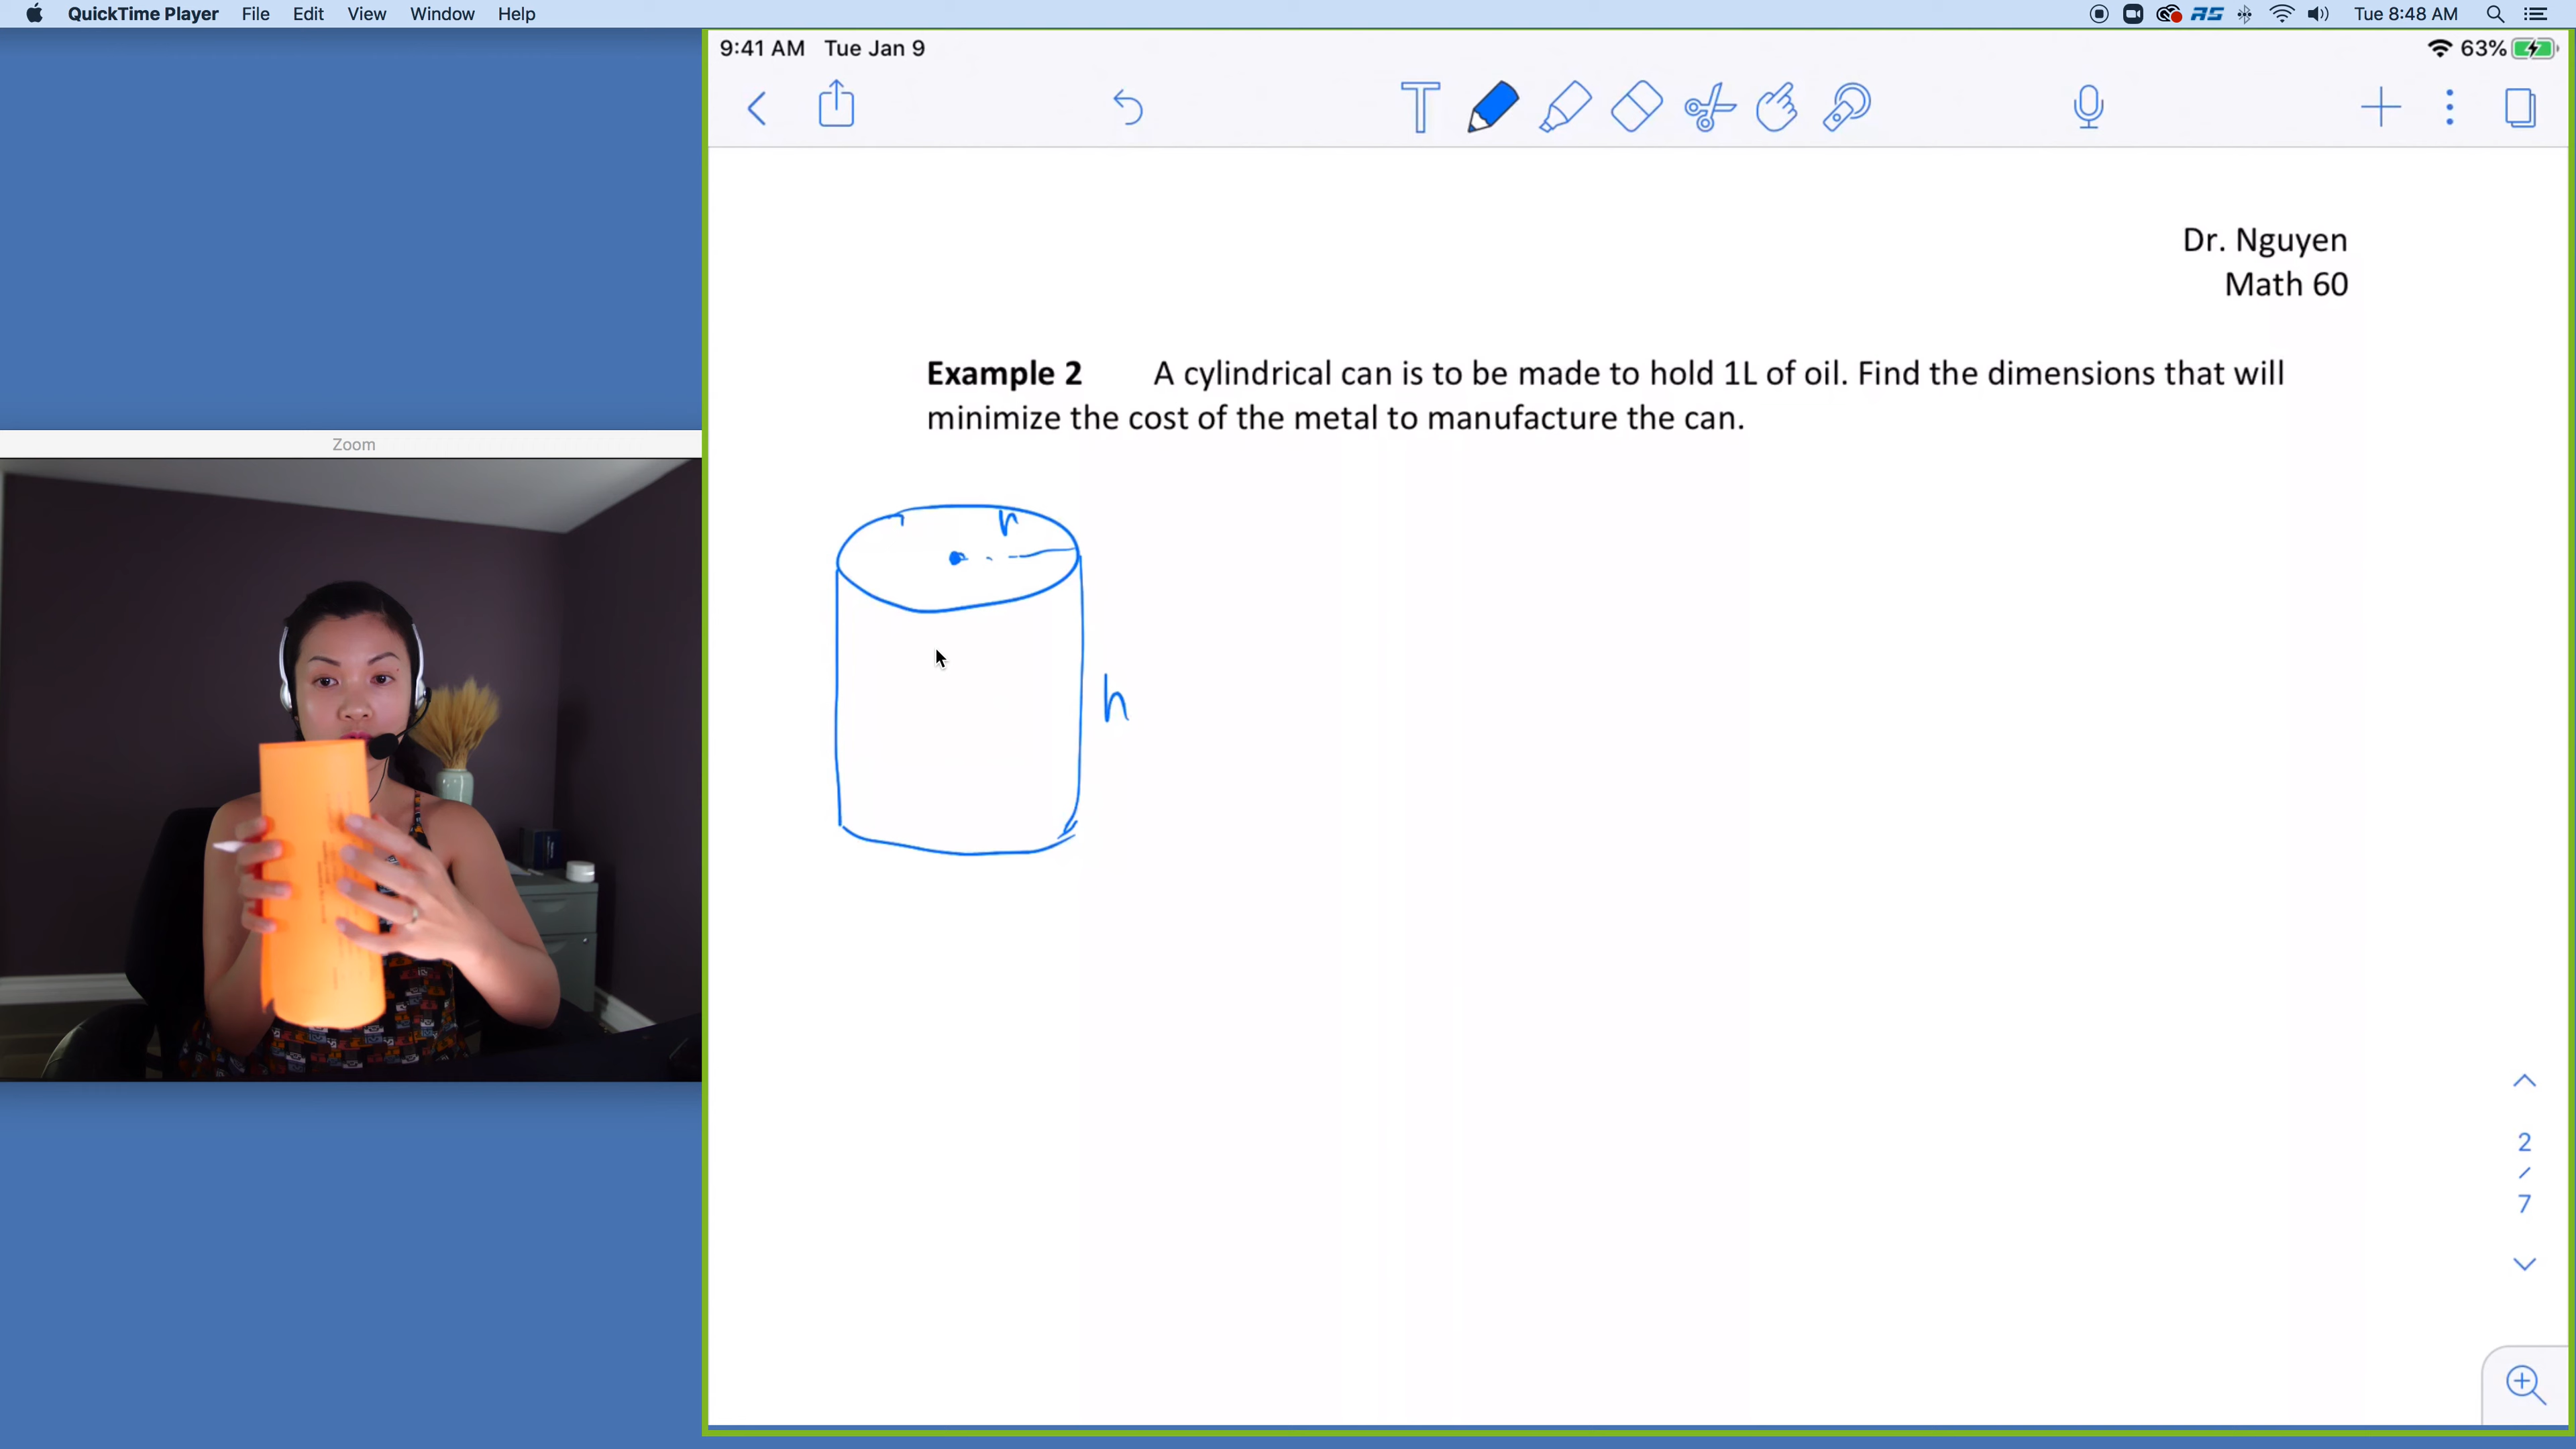 QuickTime Player File Edit View Window Help
Tue 8:48 AM
9:41 AM Tue Jan 9
63%
T
Dr. Nguyen
Math 60
Example 2 A cylindrical can is to be made to hold 1L of oil. Find the dimensions that will
minimize the cost of the metal to manufacture the can.
Zoom
r
h
2
/
7